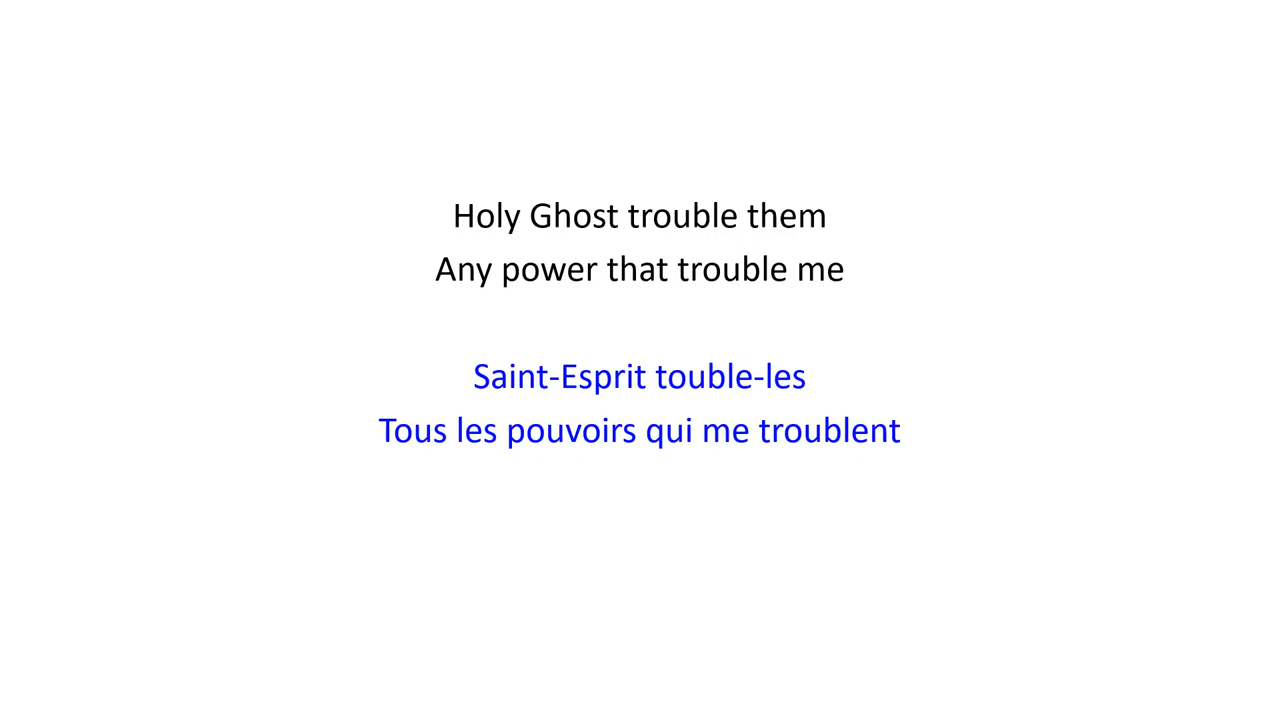 Holy Ghost trouble them
Any power that trouble me
Saint-Esprit touble-les
Tous les pouvoirs qui me troublent